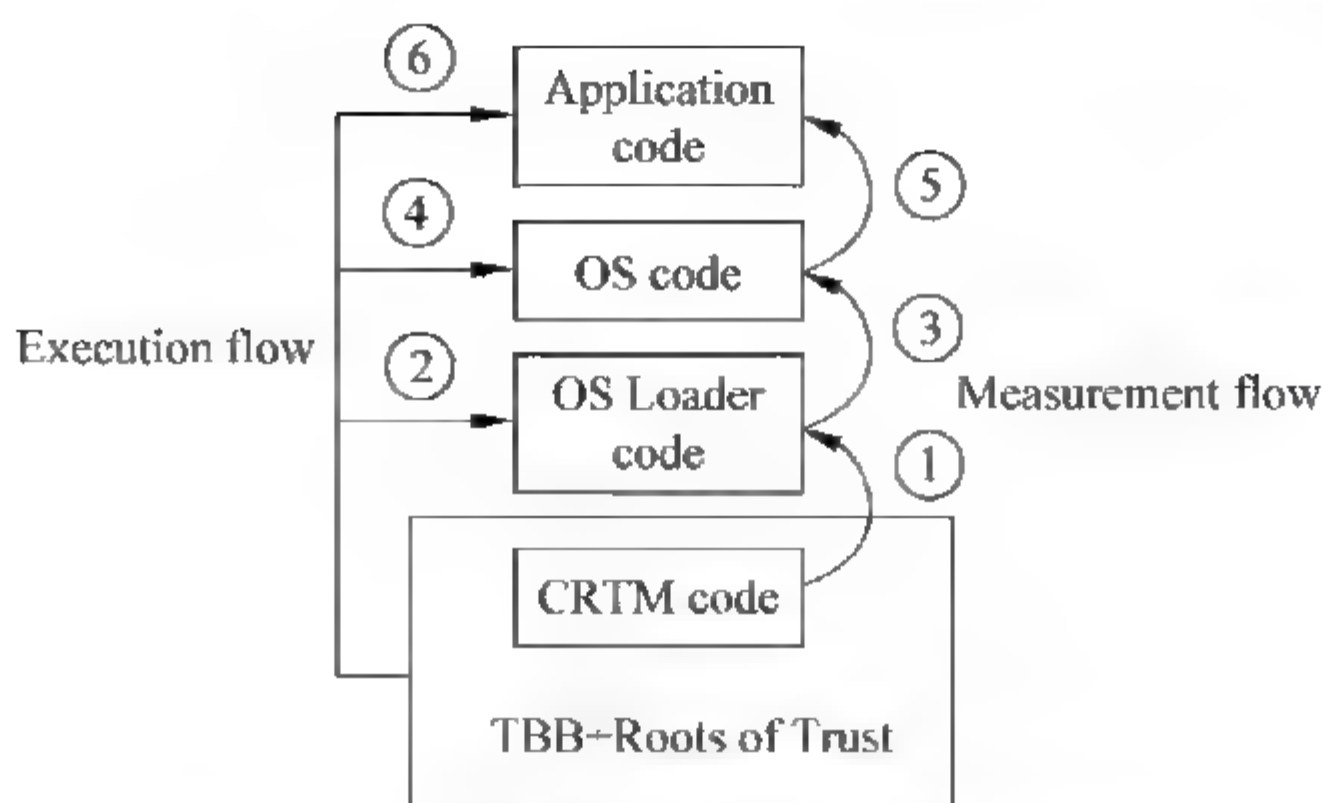 ⑥
Application
code
⑤
④
OS code
③
Execution flow
②
OS Loader
code
Measurement flow
①
CRTM code
TBB+Roots of Trust